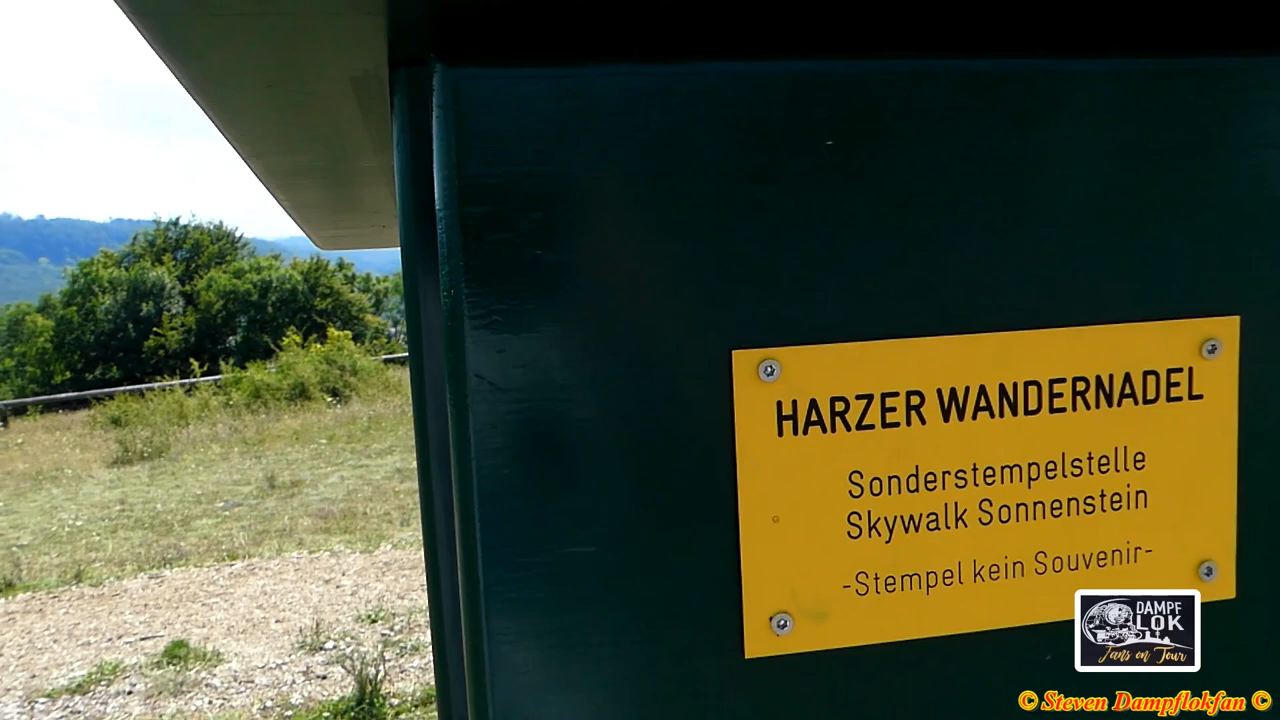 HARZER WANDERNADEL
Sonderstempelstelle
Skywalk Sonnenstein
-Stempel kein Souvenir-
DAMPF
LOK
Fans on Tour
© Steven Dampflokfan ©